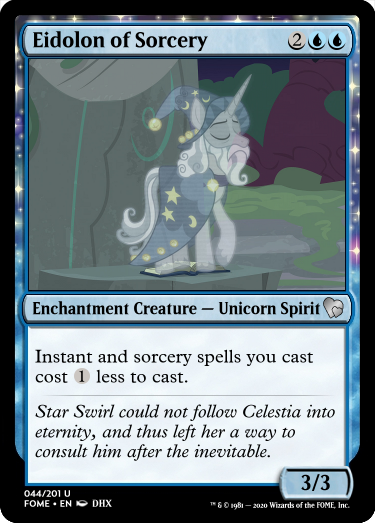 Eidolon of Sorcery 2
Enchantment Creature — Unicorn Spirit
Instant and sorcery spells you cast
cost 1 less to cast.
Star Swirl could not follow Celestia into
eternity, and thus left her a way to
consult him after the inevitable.
3/3
044/201 U
FOME • EN DHX
™ & © 1981 — 2020 Wizards of the FOME, Inc.